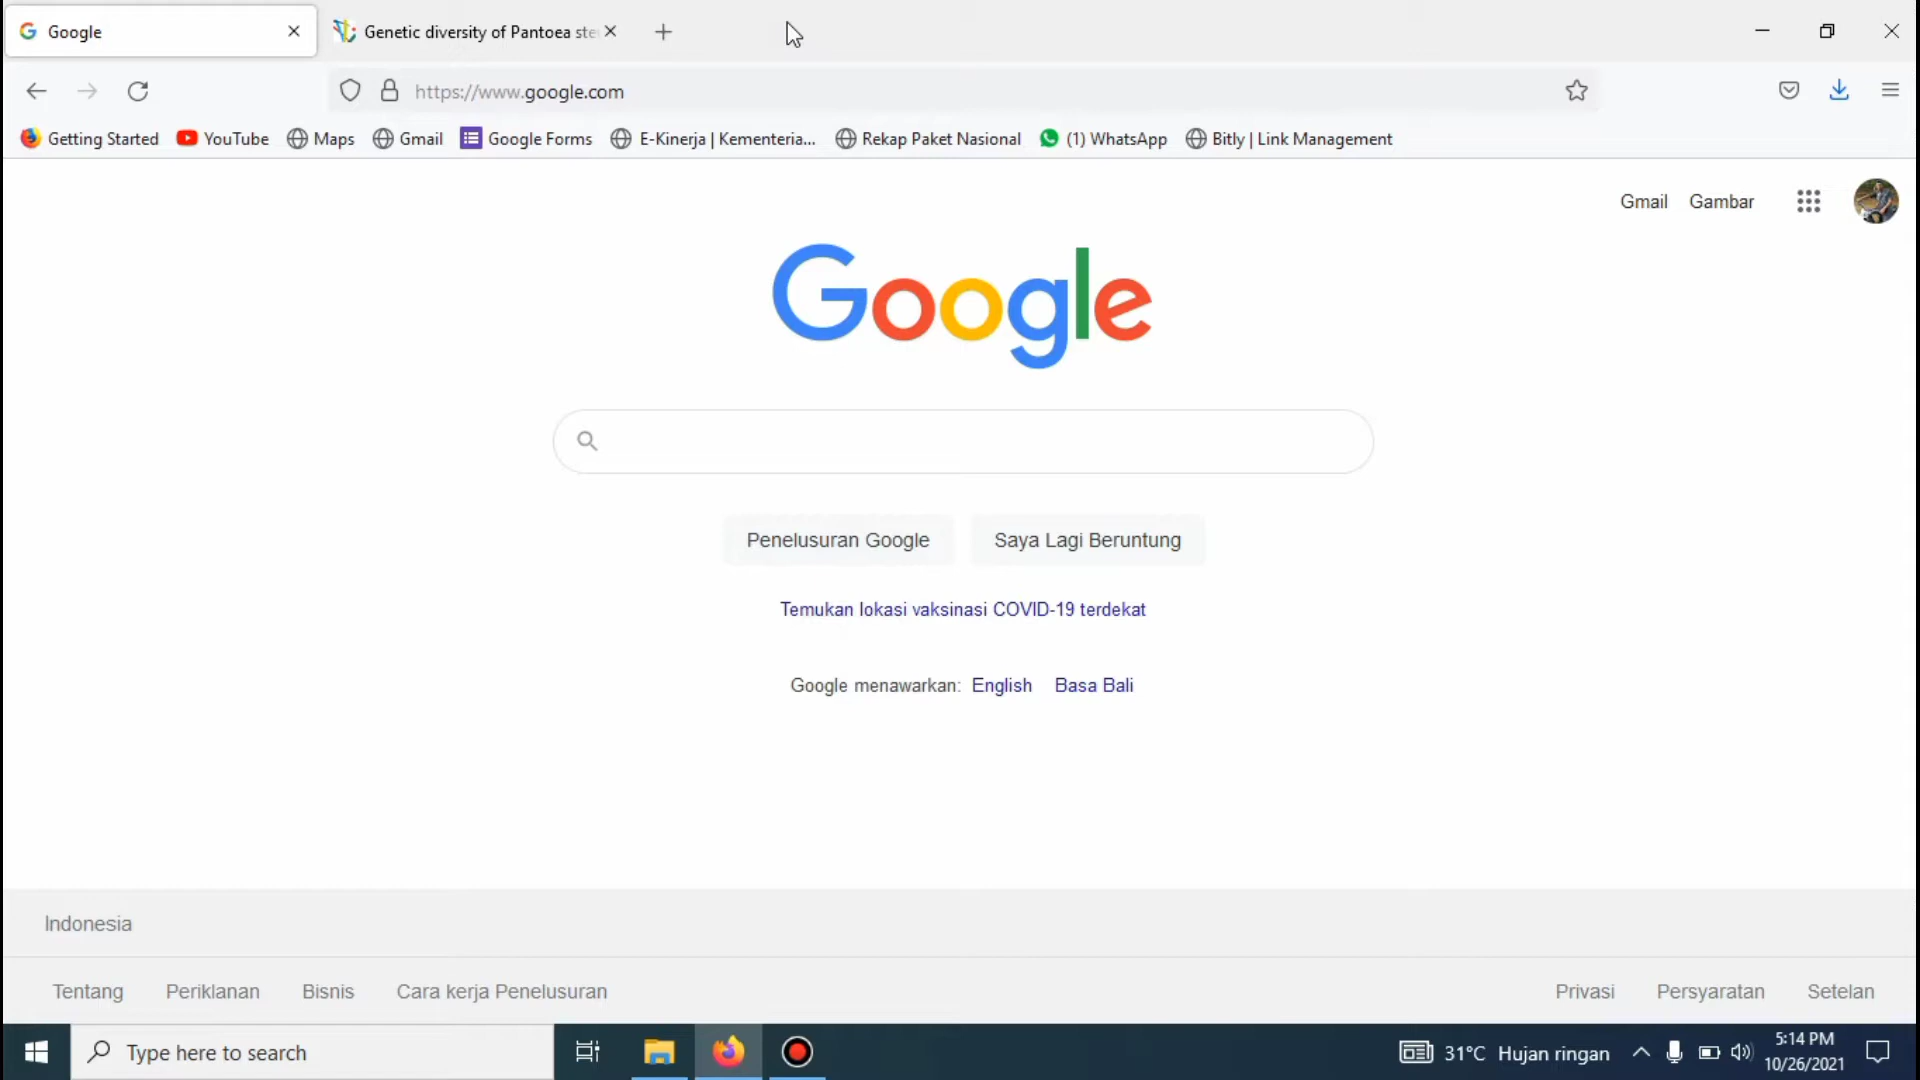 Google
Genetic diversity of Pantoea ste
https://www.google.com
Getting Started YouTube Maps Gmail Google Forms E-Kinerja | Kementeria... Rekap Paket Nasional (1) WhatsApp Bitly | Link Management
Gmail Gambar
Google
Penelusuran Google Saya Lagi Beruntung
Temukan lokasi vaksinasi COVID-19 terdekat
Google menawarkan: English Basa Bali
Indonesia
Tentang Periklanan Bisnis Cara kerja Penelusuran Privasi Persyaratan Setelan
Type here to search
31°C Hujan ringan
5:14 PM
10/26/2021